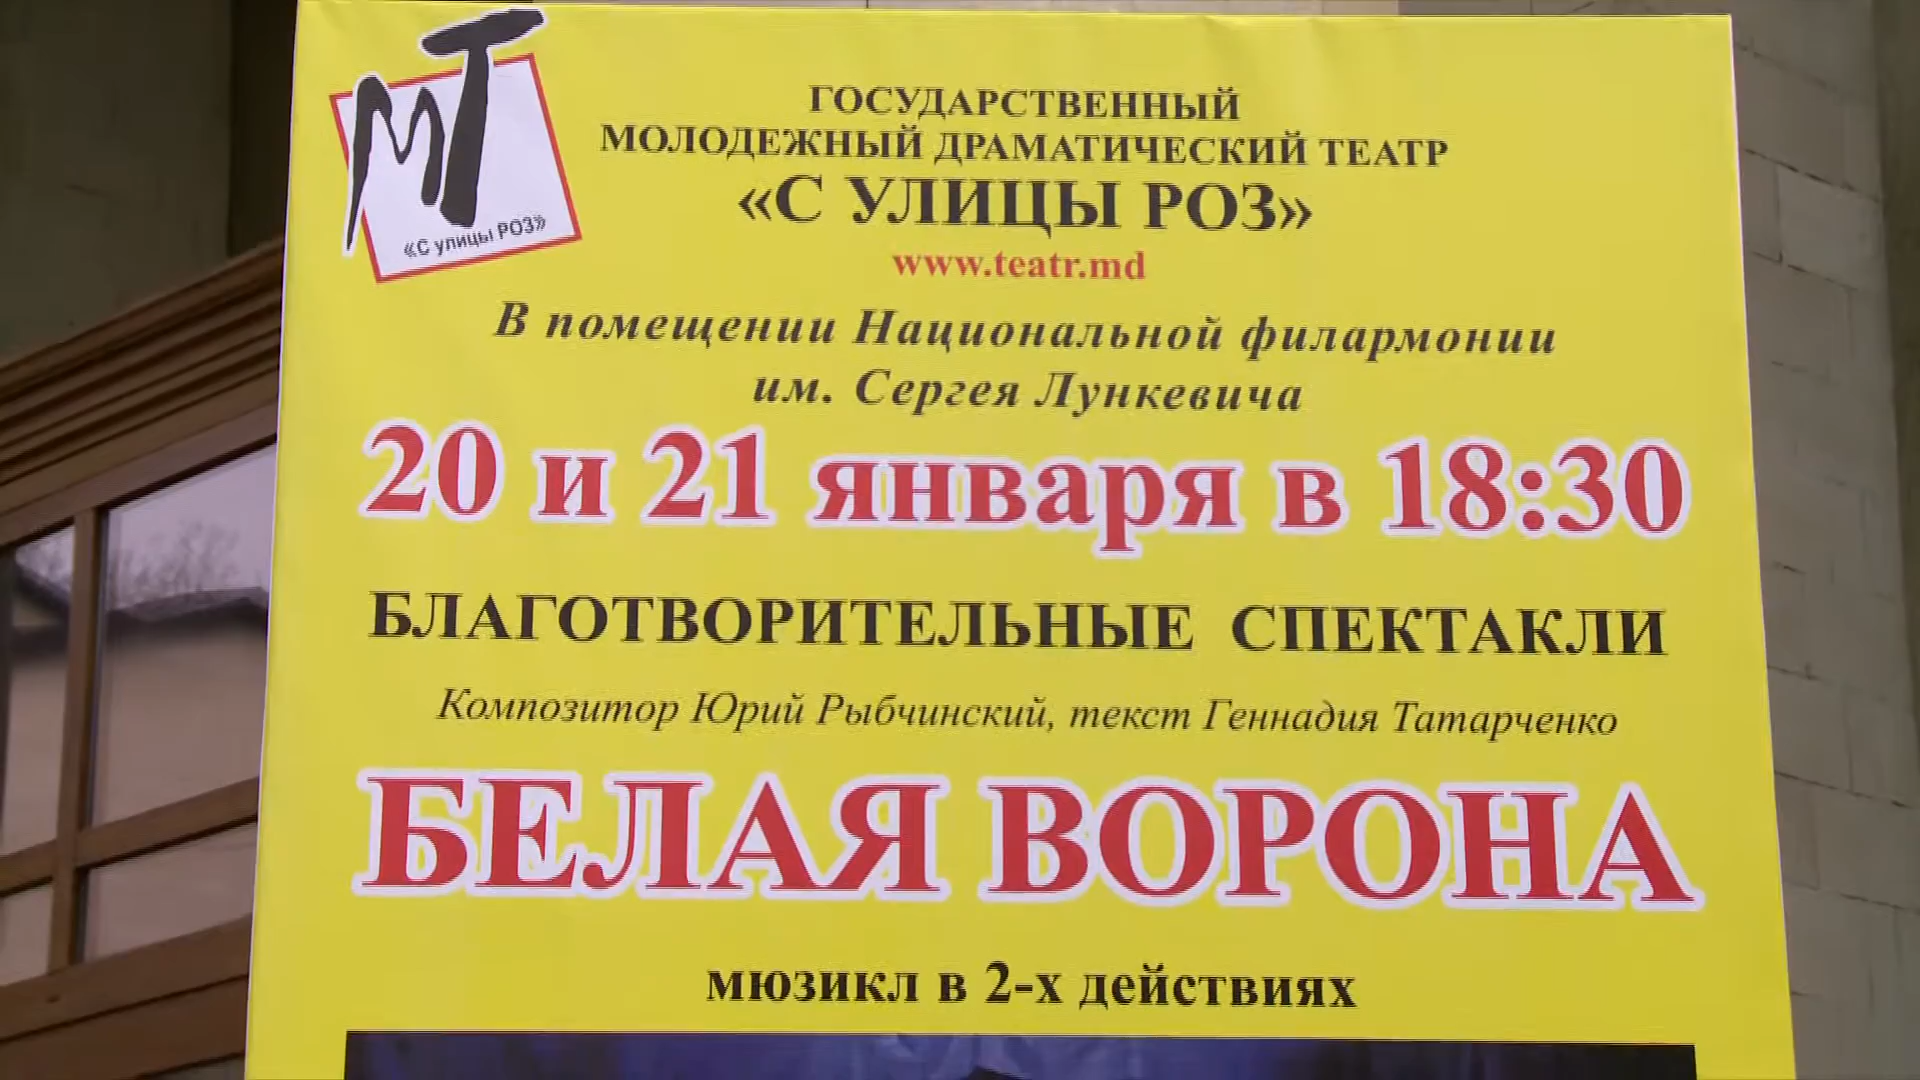 МТ
«С улицы РОЗ»
ГОСУДАРСТВЕННЫЙ
МОЛОДЕЖНЫЙ ДРАМАТИЧЕСКИЙ ТЕАТР
«С УЛИЦЫ РОЗ»
www.teatr.md
В помещении Национальной филармонии
им. Сергея Лункевича
20 и 21 января в 18:30
БЛАГОТВОРИТЕЛЬНЫЕ СПЕКТАКЛИ
Композитор Юрий Рыбчинский, текст Геннадия Татарченко
БЕЛАЯ ВОРОНА
мюзикл в 2-х действиях